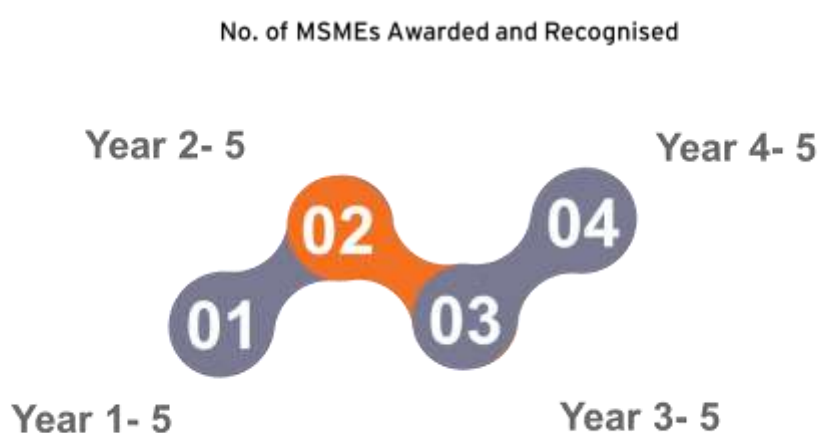 No. of MSMEs Awarded and Recognised
Year 2- 5
Year 4- 5
02
04
01
03
Year 1- 5
Year 3- 5